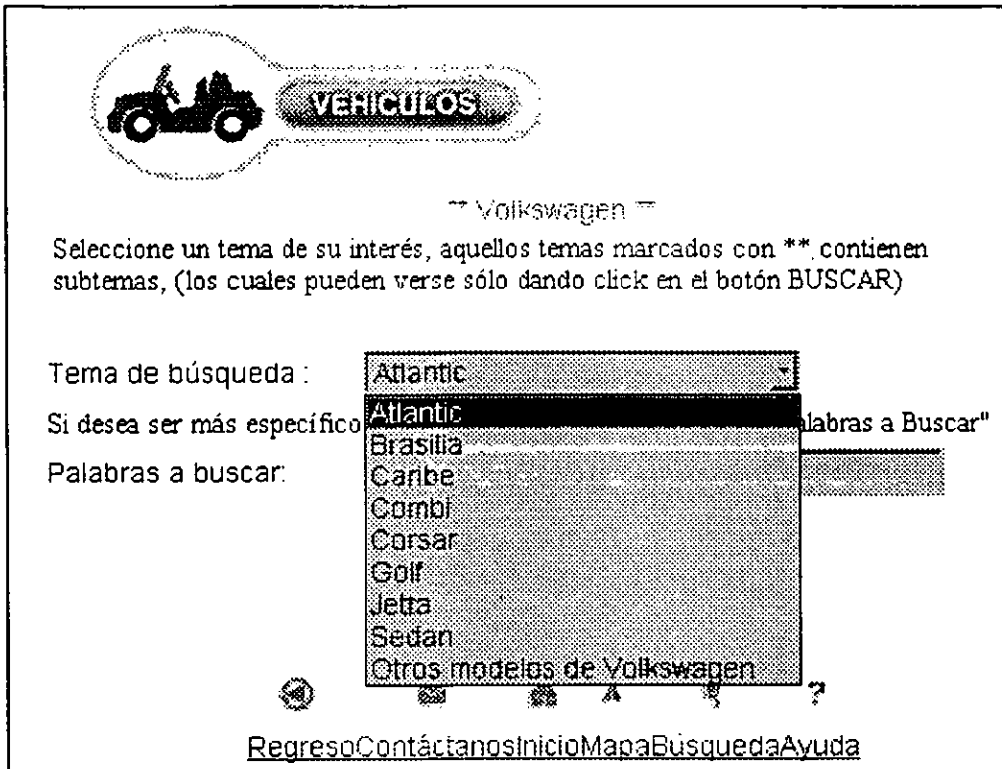 VEHICULOS
** Volkswagen **
Seleccione un tema de su interés, aquellos temas marcados con ** contienen
subtemas, (los cuales pueden verse sólo dando click en el botón BUSCAR)
Tema de búsqueda : Atlantic
Si desea ser más específico alabras a Buscar"
Palabras a buscar:
Atlantic
Brasilia
Caribe
Combi
Corsar
Golf
Jetta
Sedan
Otros modelos de Volkswagen
?
RegresoContáctanosInicioMapaBúsquedaAyuda